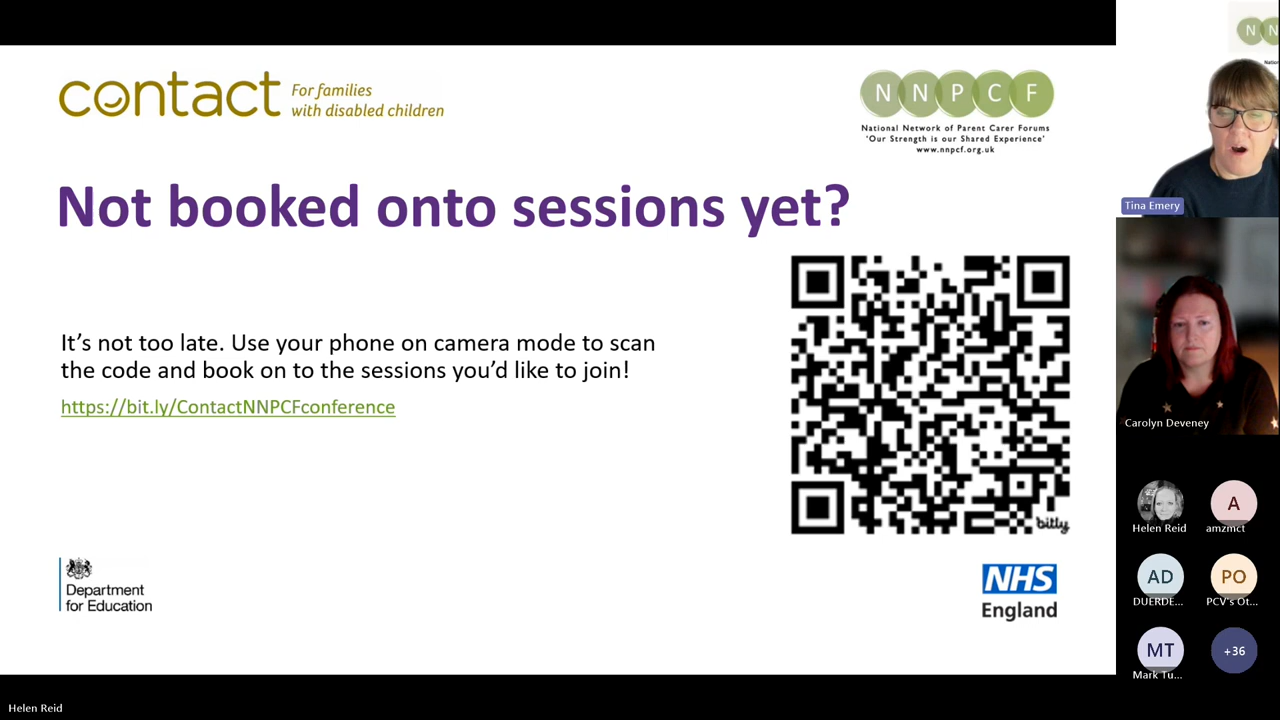 contact For families
with disabled children
N N P C F
National Network of Parent Carer Forums
'Our Strength is our Shared Experience'
www.nnpcf.org.uk
Not booked onto sessions yet?
It's not too late. Use your phone on camera mode to scan
the code and book on to the sessions you'd like to join!
https://bit.ly/ContactNNPCFconference
bitly
Department
for Education
NHS
England
N N
Tina Emery
Carolyn Deveney
Helen Reid
A
amzmct
AD
DUERDE...
PO
PCV's Ot...
MT
Mark Tu...
+36
Helen Reid